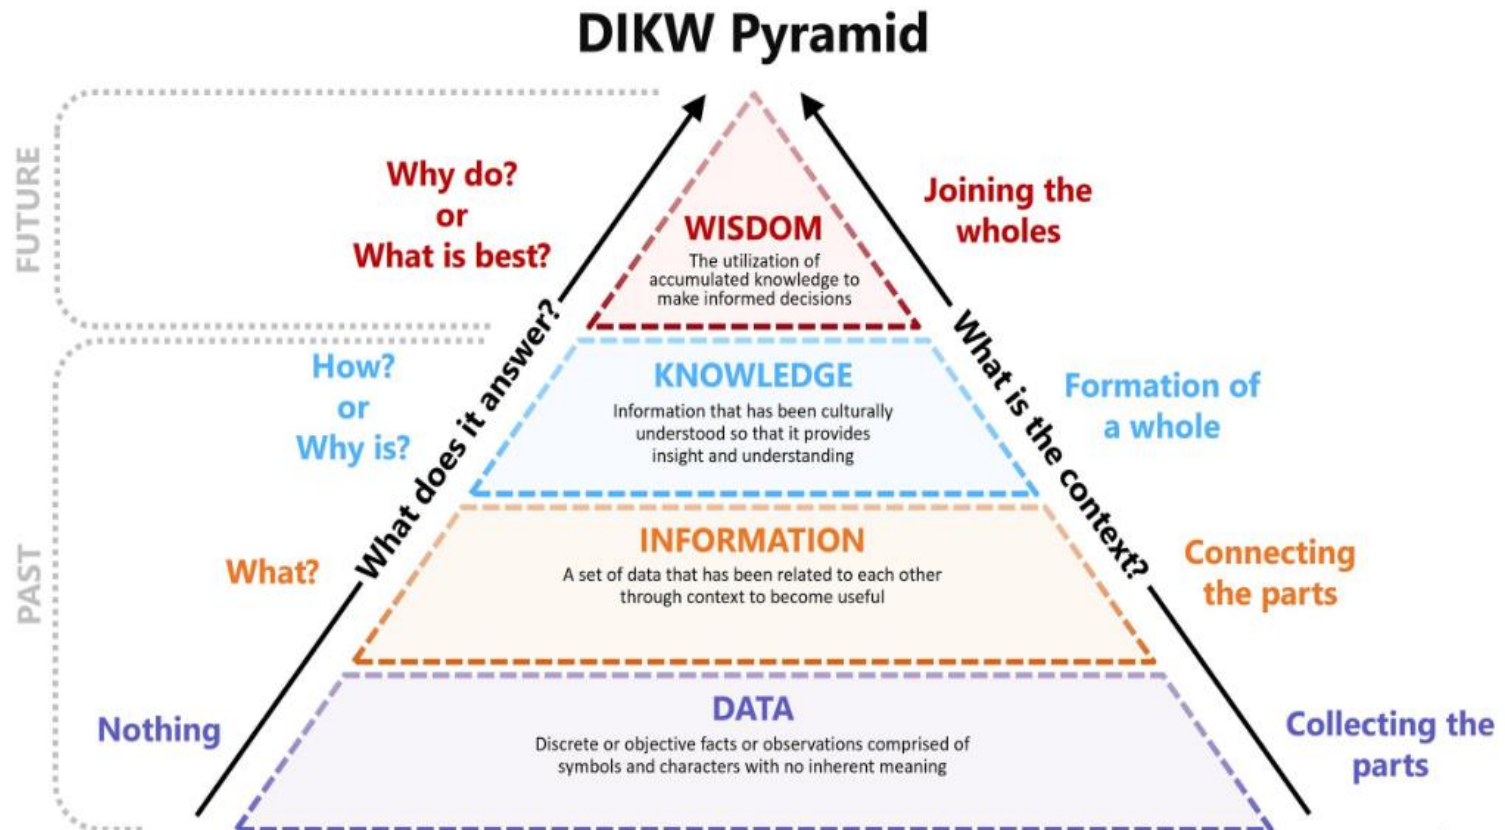 DIKW Pyramid
FUTURE
Why do?
or
What is best?
WISDOM
The utilization of
accumulated knowledge to
make informed decisions
Joining the
wholes
What does it answer?
What is the context?
PAST
How?
or
Why is?
KNOWLEDGE
Information that has been culturally
understood so that it provides
insight and understanding
Formation of
a whole
What?
INFORMATION
A set of data that has been related to each other
through context to become useful
Connecting
the parts
Nothing
DATA
Discrete or objective facts or observations comprised of
symbols and characters with no inherent meaning
Collecting the
parts